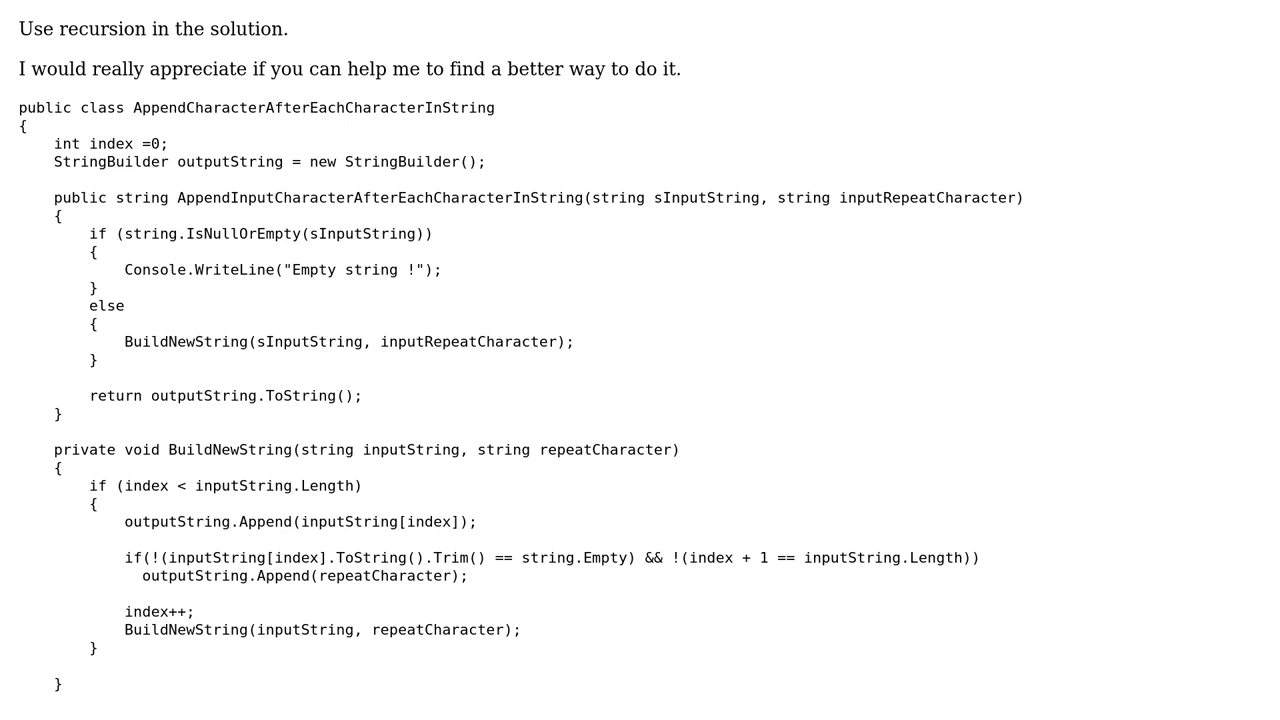 Use recursion in the solution.
I would really appreciate if you can help me to find a better way to do it.
public class AppendCharacterAfterEachCharacterInString
{
    int index =0;
    StringBuilder outputString = new StringBuilder();

    public string AppendInputCharacterAfterEachCharacterInString(string sInputString, string inputRepeatCharacter)
    {
        if (string.IsNullOrEmpty(sInputString))
        {
            Console.WriteLine("Empty string !");
        }
        else
        {
            BuildNewString(sInputString, inputRepeatCharacter);
        }

        return outputString.ToString();
    }

    private void BuildNewString(string inputString, string repeatCharacter)
    {
        if (index < inputString.Length)
        {
            outputString.Append(inputString[index]);

            if(!(inputString[index].ToString().Trim() == string.Empty) && !(index + 1 == inputString.Length))
              outputString.Append(repeatCharacter);

            index++;
            BuildNewString(inputString, repeatCharacter);
        }

    }